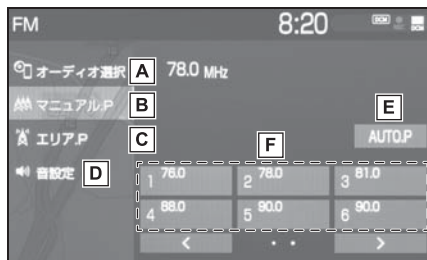 FM 8:20 DCM
オーディオ選択 A 78.0 MHz
マニュアル.P B
E
エリア.P C
F AUTO.P
音設定 D
1 76.0 2 78.0 3 81.0
4 88.0 5 90.0 6 90.0
< • • >